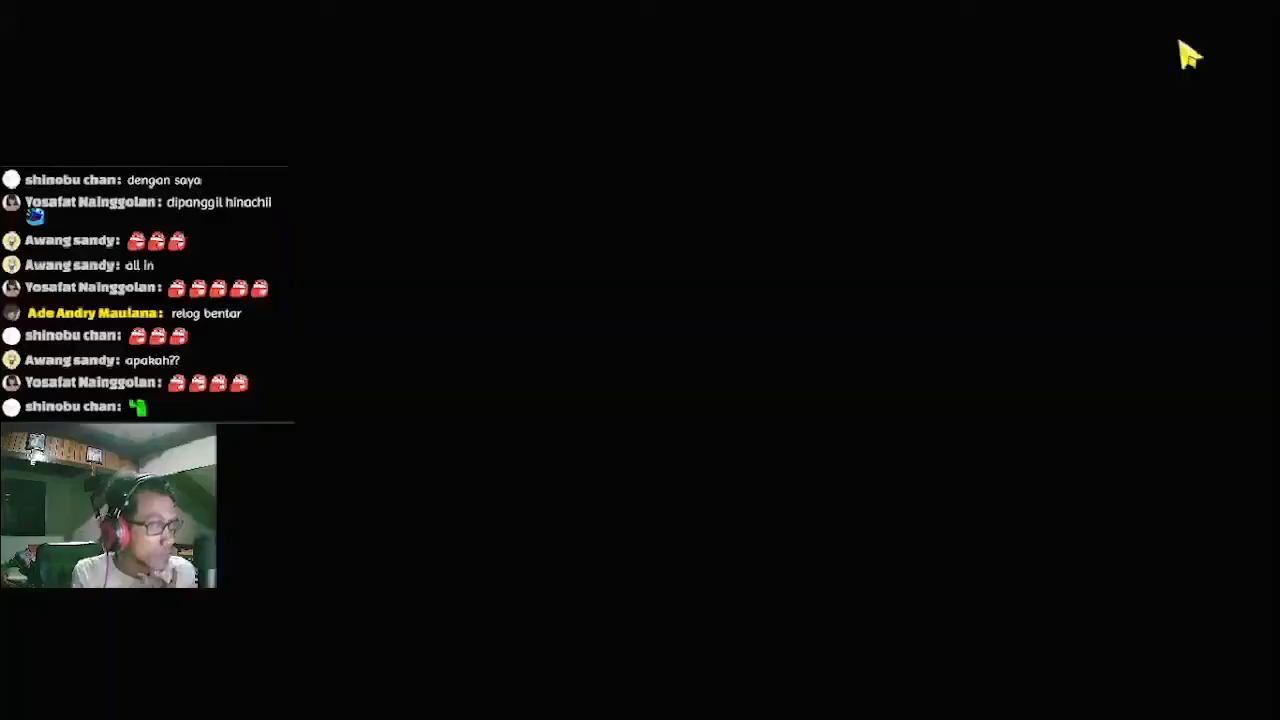 shinobu chan: dengan saya
Yosafat Nainggolan: dipanggil hinachii
Awang sandy:
Awang sandy: all in
Yosafat Nainggolan:
Ade Andry Maulana: relog bentar
shinobu chan:
Awang sandy: apakah??
Yosafat Nainggolan:
shinobu chan: